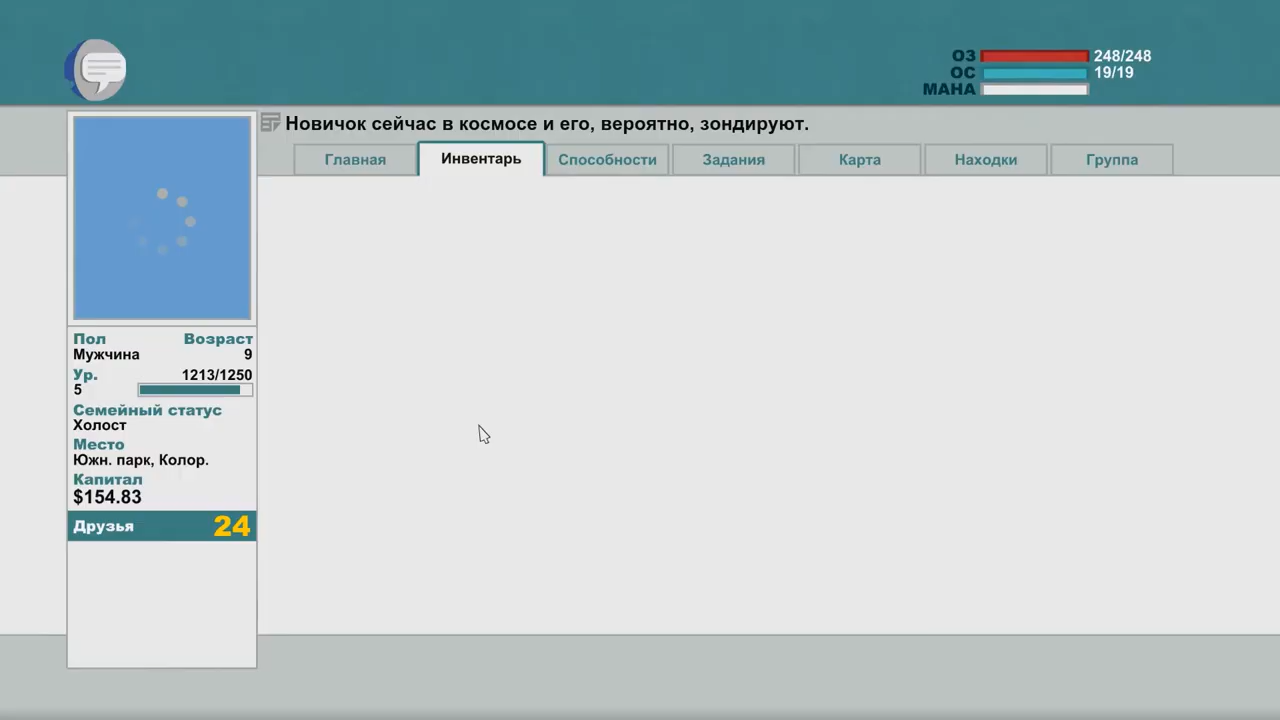 ОЗ 248/248
ОС 19/19
МАНА
Новичок сейчас в космосе и его, вероятно, зондируют.
Главная Инвентарь Способности Задания Карта Находки Группа
Пол Возраст
Мужчина 9
Ур. 1213/1250
5
Семейный статус
Холост
Место
Южн. парк, Колор.
Капитал
$154.83
Друзья 24